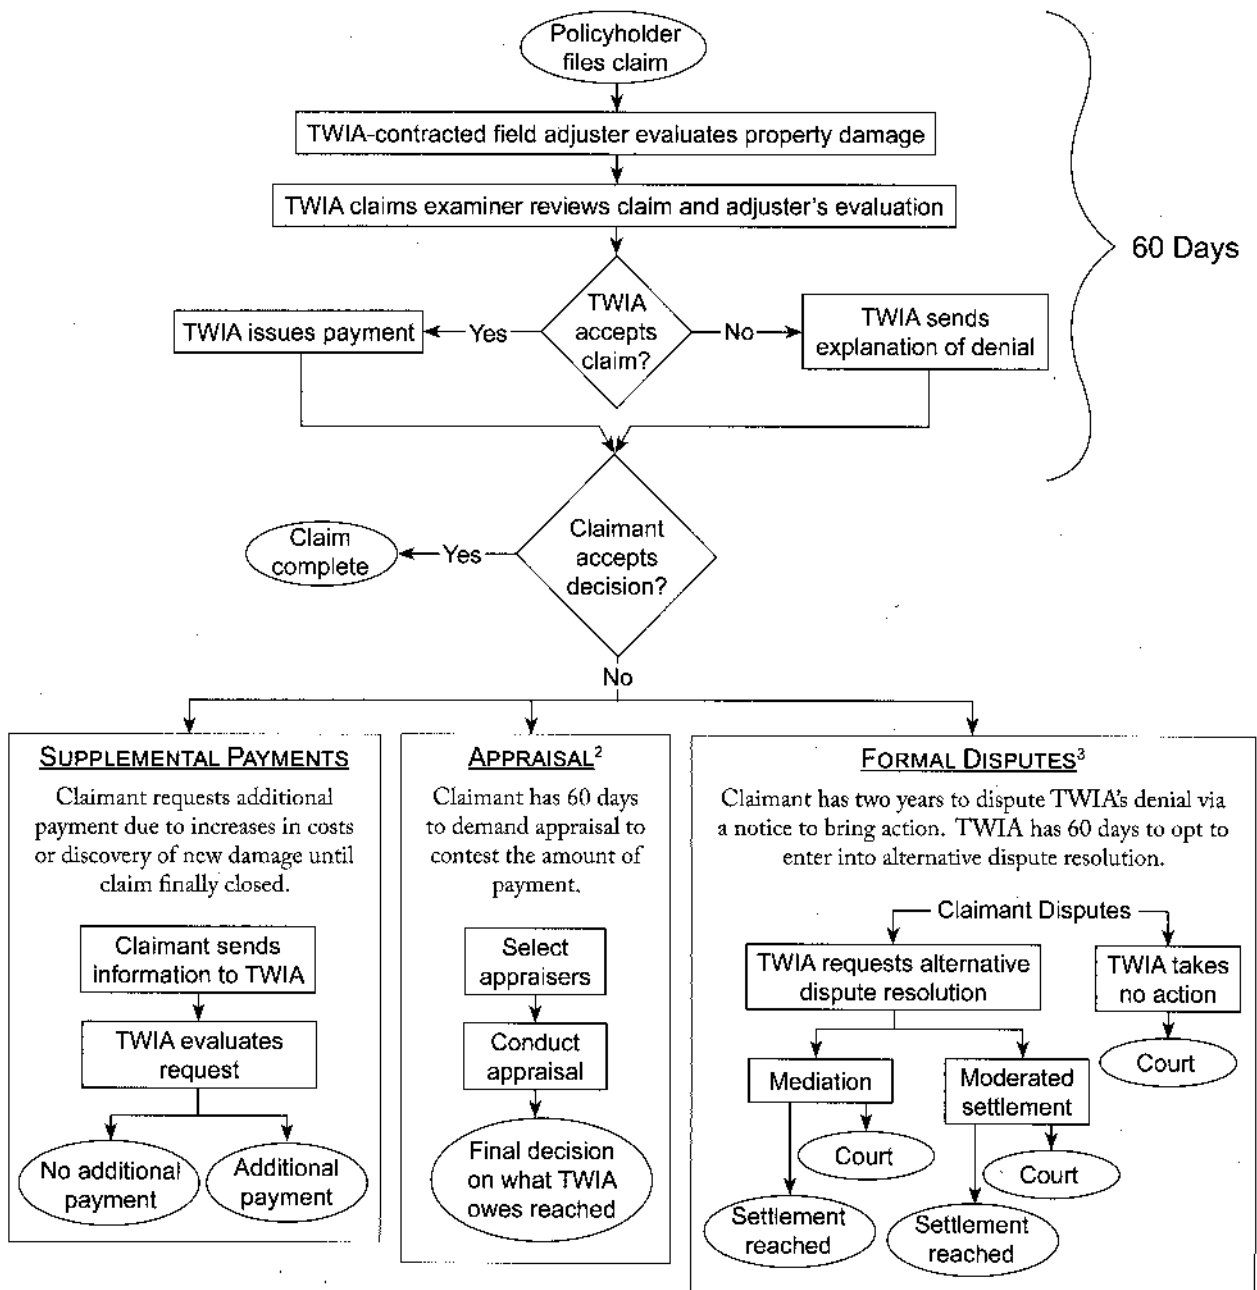 Policyholder
files claim
TWIA-contracted field adjuster evaluates property damage
TWIA claims examiner reviews claim and adjuster's evaluation
60 Days
TWIA
accepts
claim?
Yes
No
TWIA issues payment
TWIA sends
explanation of denial
Claimant
accepts
decision?
Yes
Claim
complete
No
SUPPLEMENTAL PAYMENTS
Claimant requests additional
payment due to increases in costs
or discovery of new damage until
claim finally closed.
Claimant sends
information to TWIA
TWIA evaluates
request
No additional
payment
Additional
payment
APPRAISAL²
Claimant has 60 days
to demand appraisal to
contest the amount of
payment.
Select
appraisers
Conduct
appraisal
Final decision
on what TWIA
owes reached
FORMAL DISPUTES³
Claimant has two years to dispute TWIA's denial via
a notice to bring action. TWIA has 60 days to opt to
enter into alternative dispute resolution.
Claimant Disputes
TWIA requests alternative
dispute resolution
TWIA takes
no action
Court
Mediation
Moderated
settlement
Court
Court
Settlement
reached
Settlement
reached